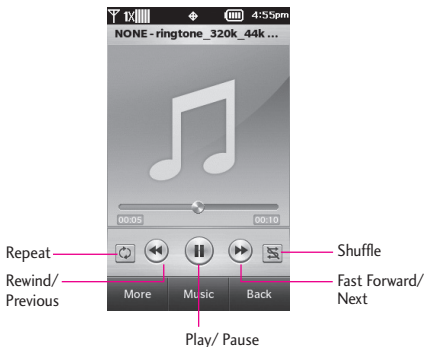 1X 4:55pm
NONE - ringtone_320k_44k ...
00:05 00:10
Repeat
Shuffle
Rewind/
Previous
Fast Forward/
Next
More Music Back
Play/ Pause